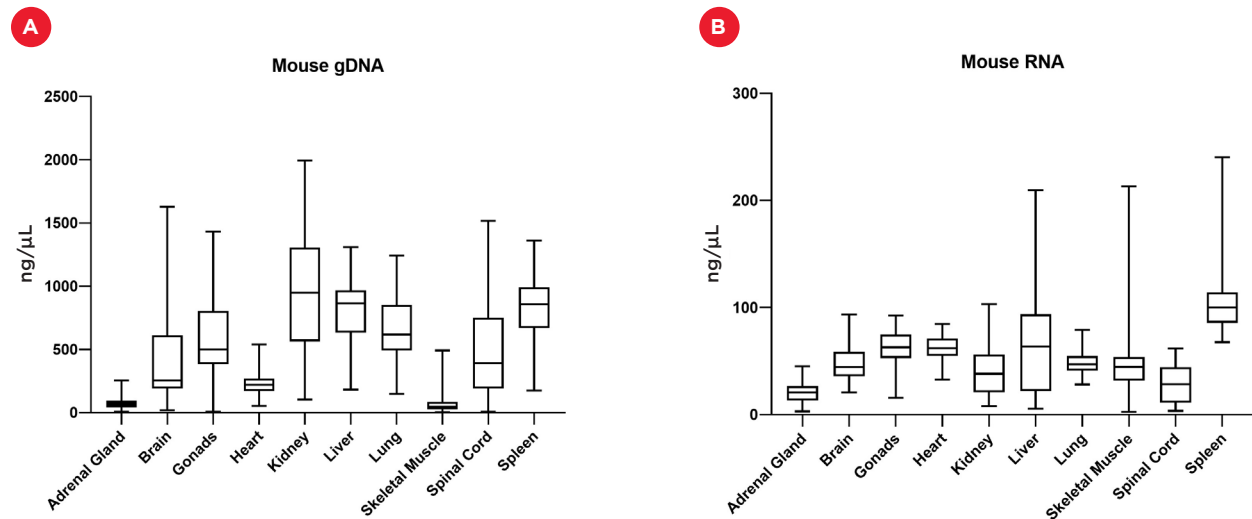 A
Mouse gDNA
ng/µL
2500
2000
1500
1000
500
0
Adrenal Gland
Brain
Gonads
Heart
Kidney
Liver
Lung
Skeletal Muscle
Spinal Cord
Spleen
B
Mouse RNA
ng/µL
300
200
100
0
Adrenal Gland
Brain
Gonads
Heart
Kidney
Liver
Lung
Skeletal Muscle
Spinal Cord
Spleen